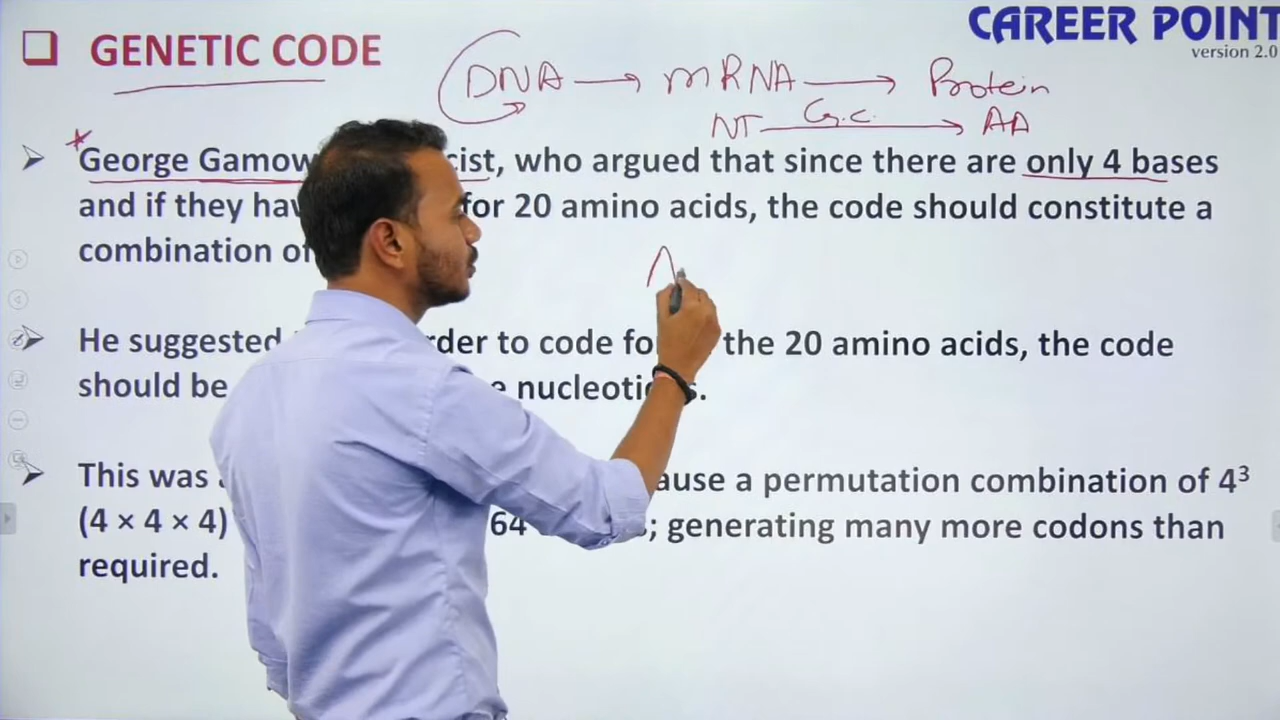 CAREER POINT
version 2.0
GENETIC CODE
DNA → mRNA → Protein
NT G.C. → AA
George Gamow cist, who argued that since there are only 4 bases
and if they hav for 20 amino acids, the code should constitute a
combination of
He suggested rder to code fo the 20 amino acids, the code
should be nucleotid s.
This was ause a permutation combination of 4³
(4 × 4 × 4) 64 ; generating many more codons than
required.